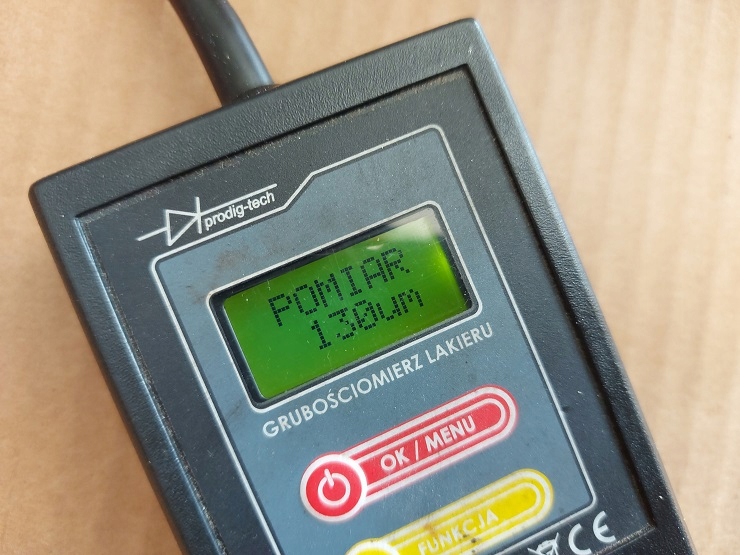 prodig-tech
POMIAR
130um
GRUBOŚCIOMIERZ LAKIERU
OK / MENU
FUNKCJA
CE